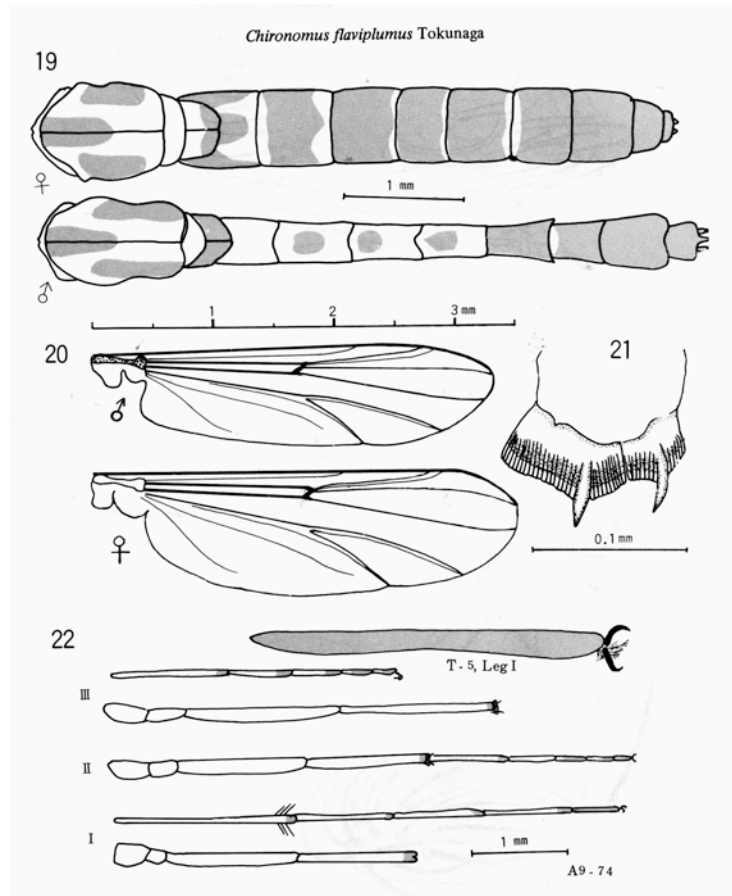 Chironomus flaviplumus Tokunaga
19
♀
1 mm
♂
1 2 3 mm
20
21
♂
♀
0.1 mm
22
T - 5, Leg I
III
II
I
1 mm
A9 - 74